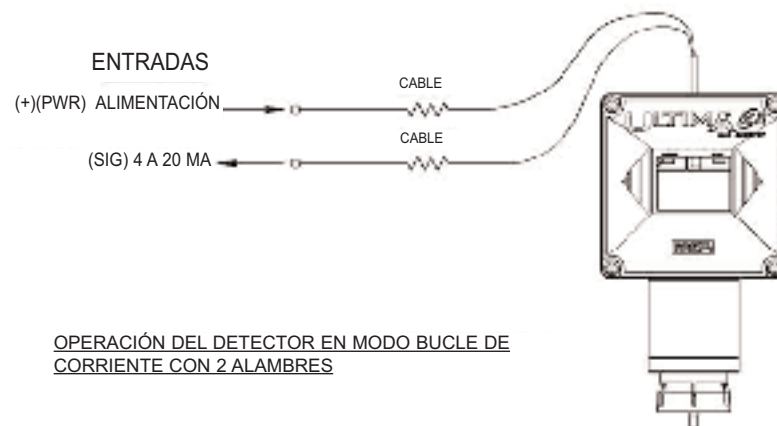 ENTRADAS
(+)(PWR) ALIMENTACIÓN
CABLE
(SIG) 4 A 20 MA
CABLE
ULTIMA
MSA
OPERACIÓN DEL DETECTOR EN MODO BUCLE DE
CORRIENTE CON 2 ALAMBRES